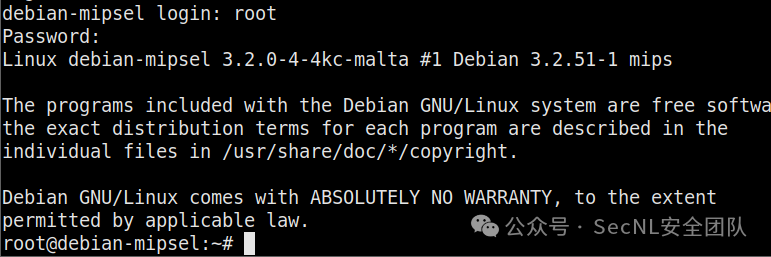 debian-mipsel login: root
Password:
Linux debian-mipsel 3.2.0-4-4kc-malta #1 Debian 3.2.51-1 mips
The programs included with the Debian GNU/Linux system are free softwa
the exact distribution terms for each program are described in the
individual files in /usr/share/doc/*/copyright.
Debian GNU/Linux comes with ABSOLUTELY NO WARRANTY, to the extent
permitted by applicable law.
公众号 · SecNL安全团队
root@debian-mipsel:~#